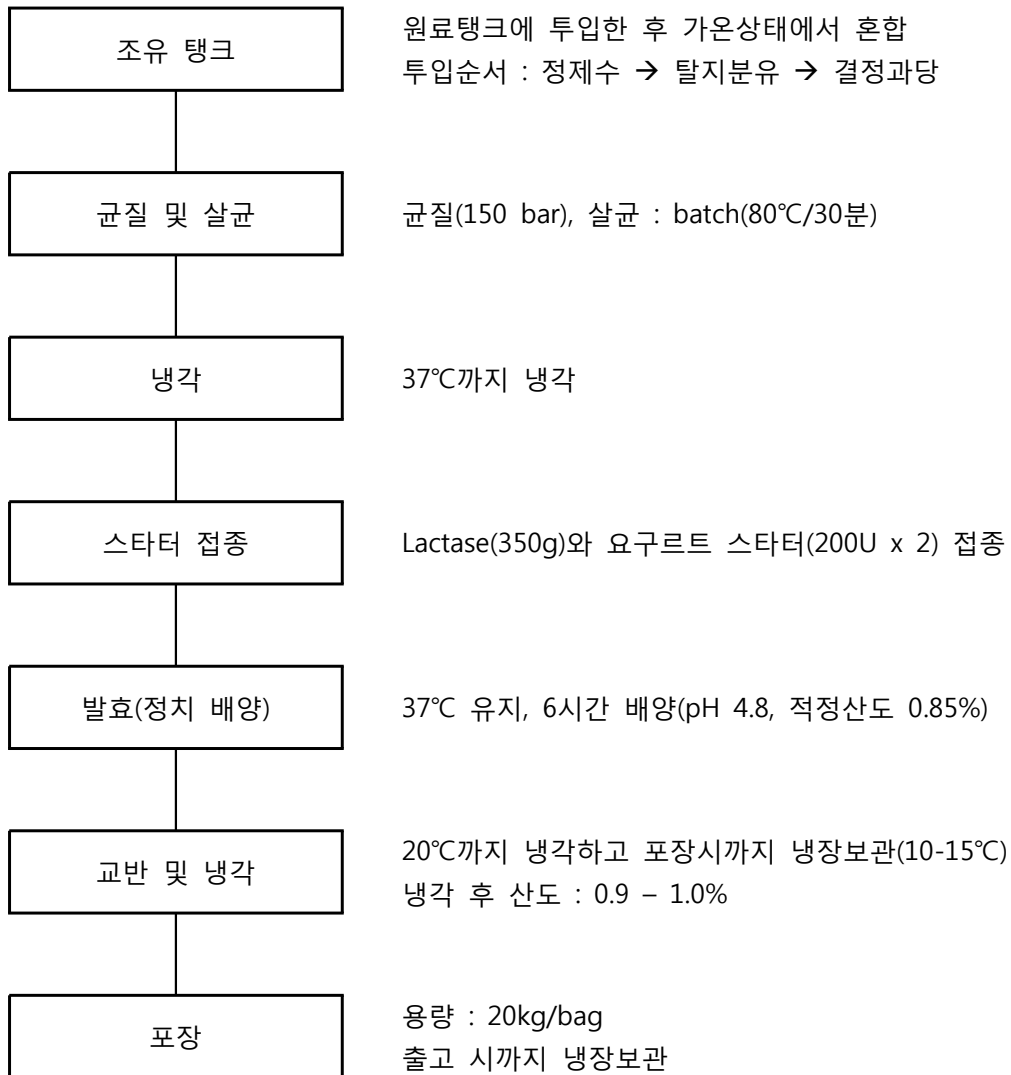 조유 탱크
원료탱크에 투입한 후 가온상태에서 혼합
투입순서 : 정제수 → 탈지분유 → 결정과당
균질 및 살균
균질(150 bar), 살균 : batch(80℃/30분)
냉각
37℃까지 냉각
스타터 접종
Lactase(350g)와 요구르트 스타터(200U x 2) 접종
발효(정치 배양)
37℃ 유지, 6시간 배양(pH 4.8, 적정산도 0.85%)
교반 및 냉각
20℃까지 냉각하고 포장시까지 냉장보관(10-15℃)
냉각 후 산도 : 0.9 – 1.0%
포장
용량 : 20kg/bag
출고 시까지 냉장보관